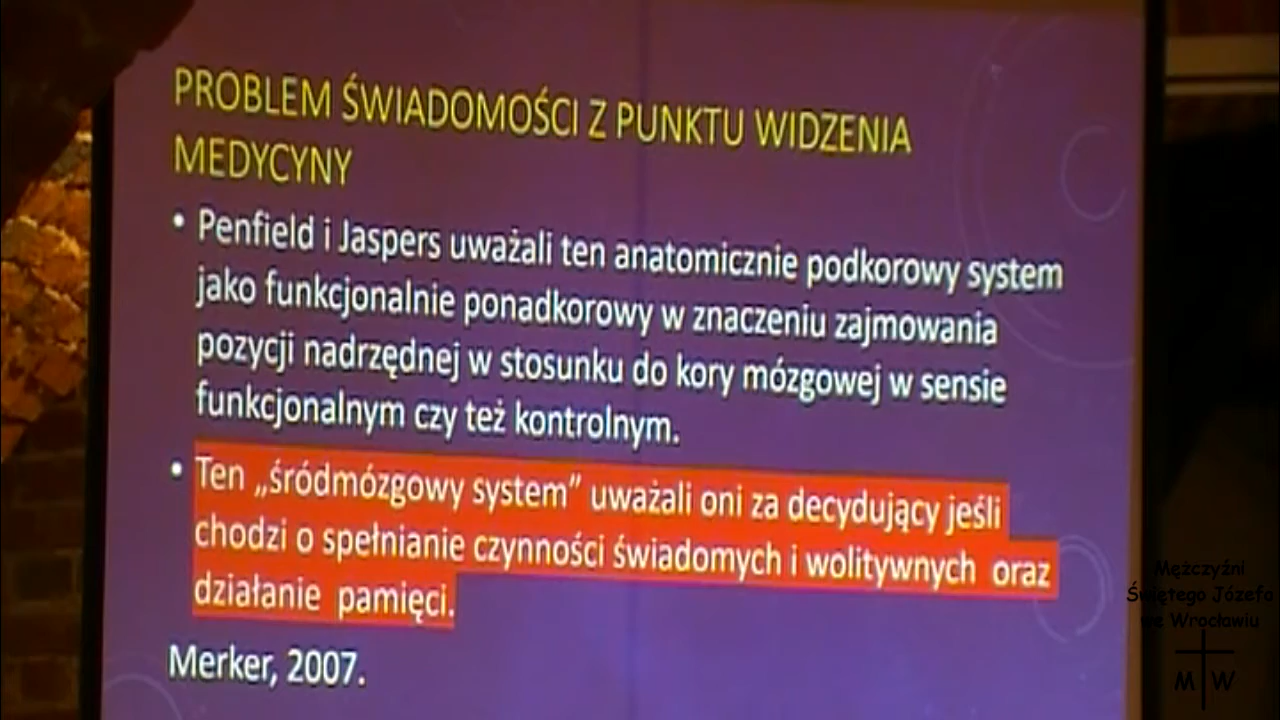 PROBLEM ŚWIADOMOŚCI Z PUNKTU WIDZENIA
MEDYCYNY
• Penfield i Jaspers uważali ten anatomicznie podkorowy system
jako funkcjonalnie ponadkorowy w znaczeniu zajmowania
pozycji nadrzędnej w stosunku do kory mózgowej w sensie
funkcjonalnym czy też kontrolnym.
• Ten „śródmózgowy system” uważali oni za decydujący jeśli
chodzi o spełnianie czynności świadomych i wolitywnych oraz
działanie pamięci.
Merker, 2007.
Mężczyźni
Świętego Józefa
we Wrocławiu
M W